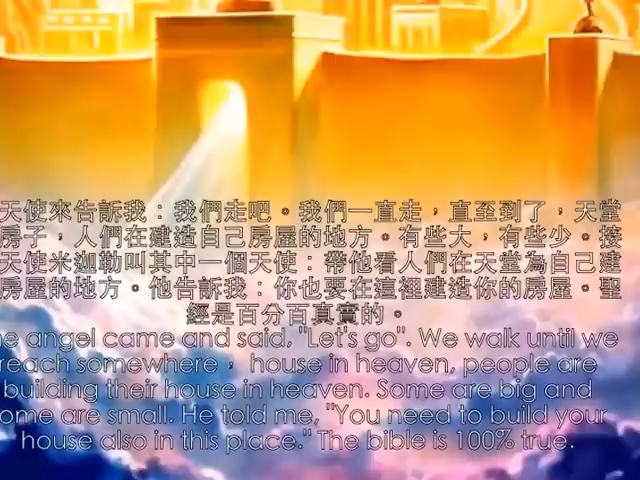 天使來告訴我：我們走吧。我們一直走，直至到了，天堂
房子，人們在建造自己房屋的地方。有些大，有些少。接
天使米迦勒叫其中一個天使：帶他看人們在天堂為自己建
房屋的地方。他告訴我：你也要在這裡建造你的房屋。聖
經是百分百真實的。
angel came and said,"Let's go". We walk until we
reach somewhere， house in heaven, people are
building their house in heaven. Some are big and
some are small. He told me, "You need to build your
house also in this place." The bible is 100% true.